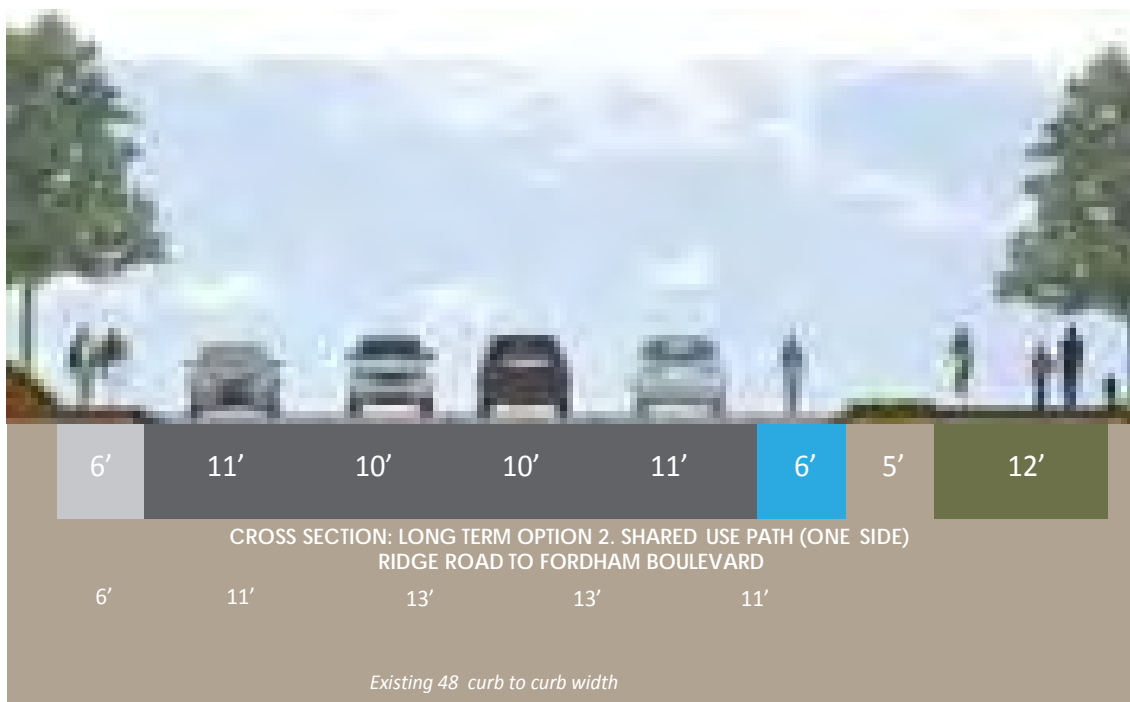 6’ 11’ 10’ 10’ 11’ 6’ 5’ 12’
CROSS SECTION: LONG TERM OPTION 2. SHARED USE PATH (ONE SIDE)
RIDGE ROAD TO FORDHAM BOULEVARD
6’ 11’ 13’ 13’ 11’
Existing 48 curb to curb width